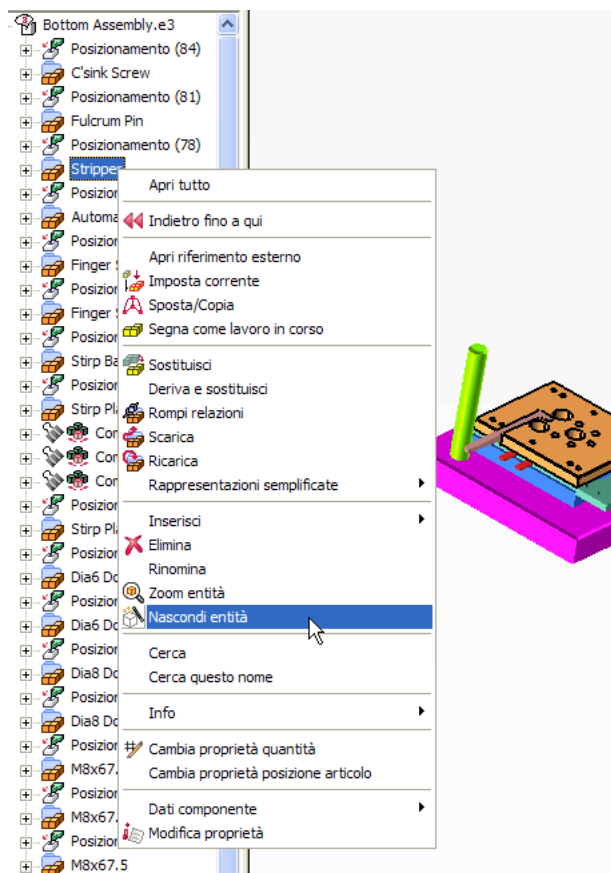 Bottom Assembly.e3
Posizionamento (84)
C'sink Screw
Posizionamento (81)
Fulcrum Pin
Posizionamento (78)
Stripper
Posizion
Automa
Posizion
Finger
Posizion
Finger
Posizion
Stirp Ba
Posizion
Stirp Pla
Com
Com
Com
Posizion
Stirp Pla
Posizion
Dia6 Do
Posizion
Dia6 Do
Posizion
Dia8 Do
Posizion
Dia8 Do
Posizion
M8x67.
Posizion
M8x67.
Posizion
M8x67.5
Apri tutto
Indietro fino a qui
Apri riferimento esterno
Imposta corrente
Sposta/Copia
Segna come lavoro in corso
Sostituisci
Deriva e sostituisci
Rompi relazioni
Scarica
Ricarica
Rappresentazioni semplificate
Inserisci
Elimina
Rinomina
Zoom entità
Nascondi entità
Cerca
Cerca questo nome
Info
Cambia proprietà quantità
Cambia proprietà posizione articolo
Dati componente
Modifica proprietà